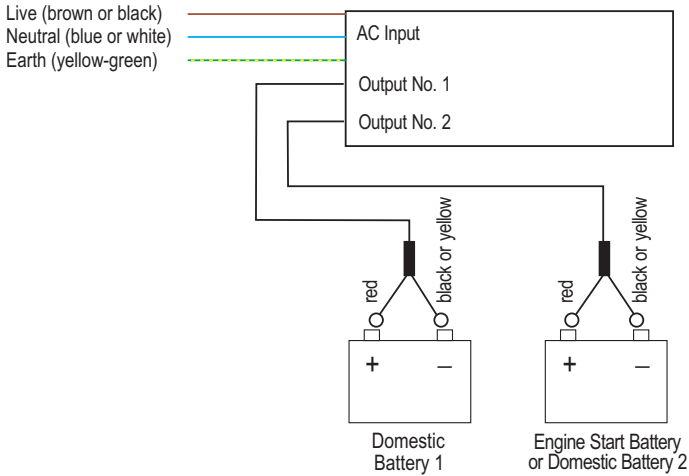 Live (brown or black)
Neutral (blue or white)
Earth (yellow-green)
AC Input
Output No. 1
Output No. 2
red
black or yellow
red
black or yellow
+
–
+
–
Domestic
Battery 1
Engine Start Battery
or Domestic Battery 2